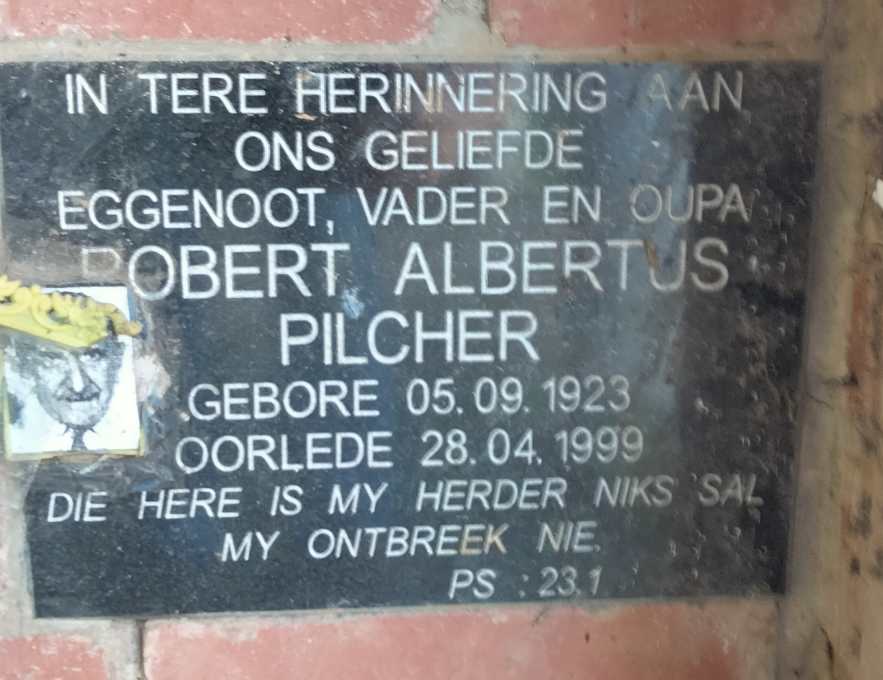 IN TERE HERINNERING AAN
ONS GELIEFDE
EGGENOOT, VADER EN OUPA
ROBERT ALBERTUS
PILCHER
GEBORE 05.09.1923
OORLEDE 28.04.1999
DIE HERE IS MY HERDER NIKS SAL
MY ONTBREEK NIE.
PS : 23.1